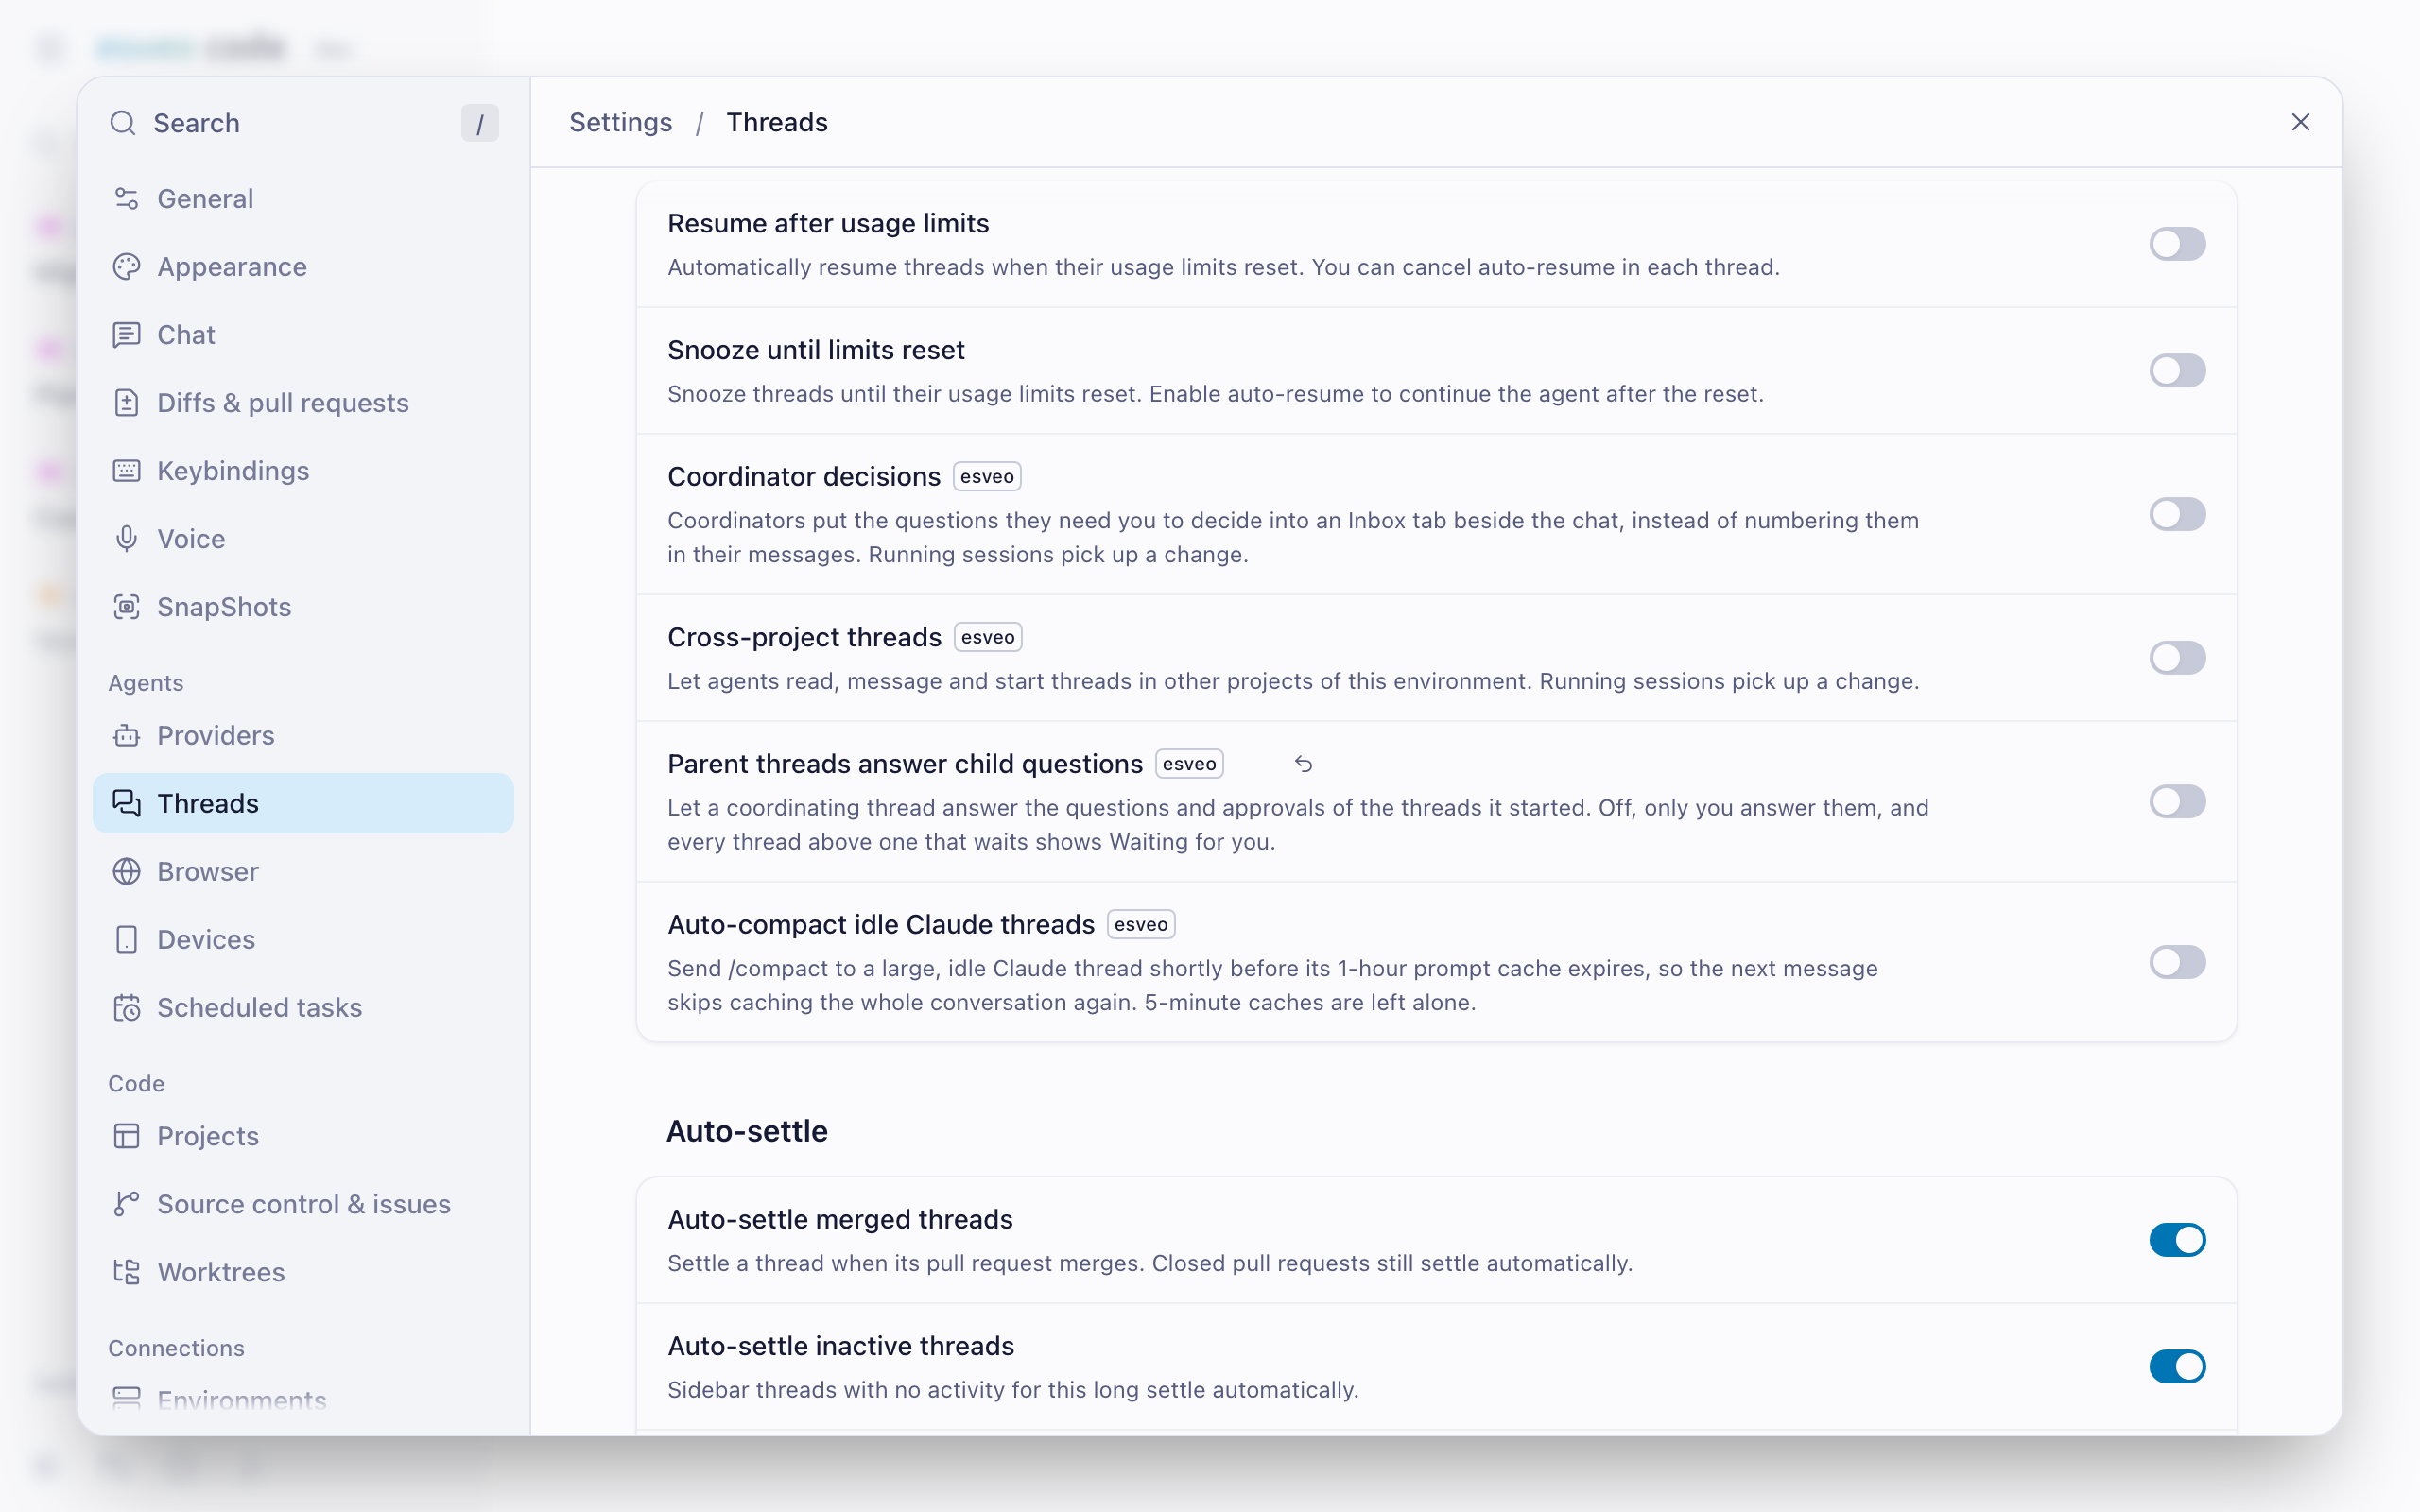 code
Search /
General
Appearance
Chat
Diffs & pull requests
Keybindings
Voice
SnapShots
Agents
Providers
Threads
Browser
Devices
Scheduled tasks
Code
Projects
Source control & issues
Worktrees
Connections
Environments
Settings / Threads
Resume after usage limits
Automatically resume threads when their usage limits reset. You can cancel auto-resume in each thread.
Snooze until limits reset
Snooze threads until their usage limits reset. Enable auto-resume to continue the agent after the reset.
Coordinator decisions esveo
Coordinators put the questions they need you to decide into an Inbox tab beside the chat, instead of numbering them
in their messages. Running sessions pick up a change.
Cross-project threads esveo
Let agents read, message and start threads in other projects of this environment. Running sessions pick up a change.
Parent threads answer child questions esveo
Let a coordinating thread answer the questions and approvals of the threads it started. Off, only you answer them, and
every thread above one that waits shows Waiting for you.
Auto-compact idle Claude threads esveo
Send /compact to a large, idle Claude thread shortly before its 1-hour prompt cache expires, so the next message
skips caching the whole conversation again. 5-minute caches are left alone.
Auto-settle
Auto-settle merged threads
Settle a thread when its pull request merges. Closed pull requests still settle automatically.
Auto-settle inactive threads
Sidebar threads with no activity for this long settle automatically.